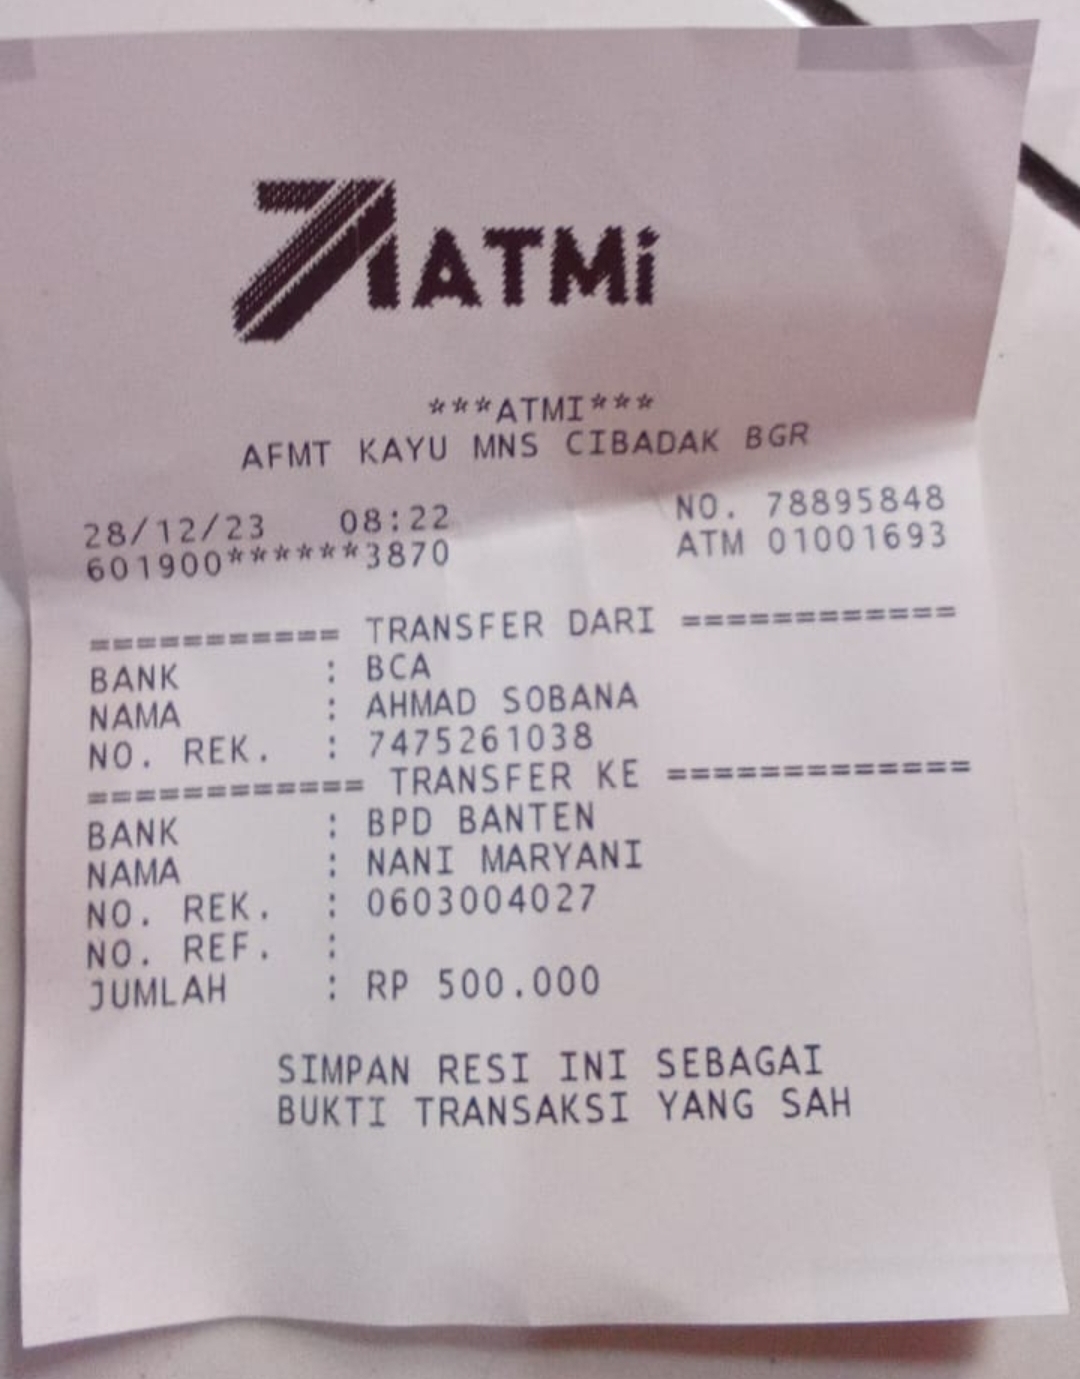 ATMi
***ATMI***
AFMT KAYU MNS CIBADAK BGR
28/12/23 08:22 NO. 78895848
601900******3870 ATM 01001693
=========== TRANSFER DARI ============
BANK : BCA
NAMA : AHMAD SOBANA
NO. REK. : 7475261038
============ TRANSFER KE =============
BANK : BPD BANTEN
NAMA : NANI MARYANI
NO. REK. : 0603004027
NO. REF. :
JUMLAH : RP 500.000
SIMPAN RESI INI SEBAGAI
BUKTI TRANSAKSI YANG SAH